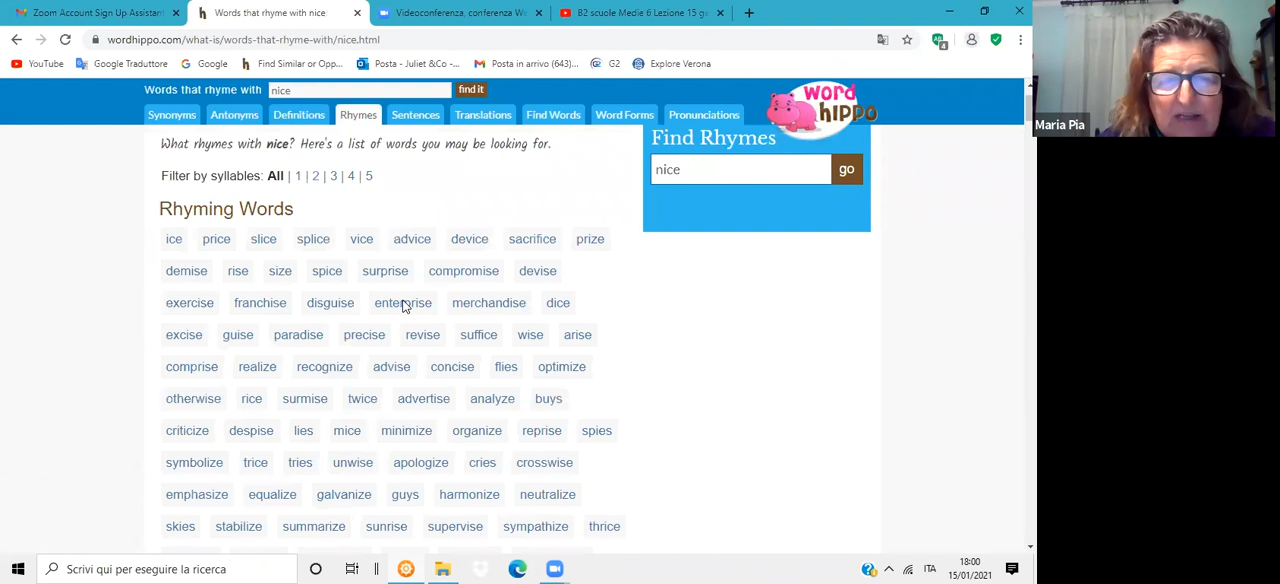 Zoom Account Sign Up Assistant
Words that rhyme with nice
Videoconferenza, conferenza We
B2 scuole Medie 6 Lezione 15 ge
wordhippo.com/what-is/words-that-rhyme-with/nice.html
YouTube Google Traduttore Google Find Similar or Opp... Posta - Juliet &Co -... Posta in arrivo (643)... G2 Explore Verona
Words that rhyme with nice find it
Synonyms Antonyms Definitions Rhymes Sentences Translations Find Words Word Forms Pronunciations
word
hippo
What rhymes with nice? Here's a list of words you may be looking for.
Find Rhymes
nice go
Filter by syllables: All | 1 | 2 | 3 | 4 | 5
Rhyming Words
ice price slice splice vice advice device sacrifice prize
demise rise size spice surprise compromise devise
exercise franchise disguise enterprise merchandise dice
excise guise paradise precise revise suffice wise arise
comprise realize recognize advise concise flies optimize
otherwise rice surmise twice advertise analyze buys
criticize despise lies mice minimize organize reprise spies
symbolize trice tries unwise apologize cries crosswise
emphasize equalize galvanize guys harmonize neutralize
skies stabilize summarize sunrise supervise sympathize thrice
Maria Pia
Scrivi qui per eseguire la ricerca
ITA
18:00
15/01/2021